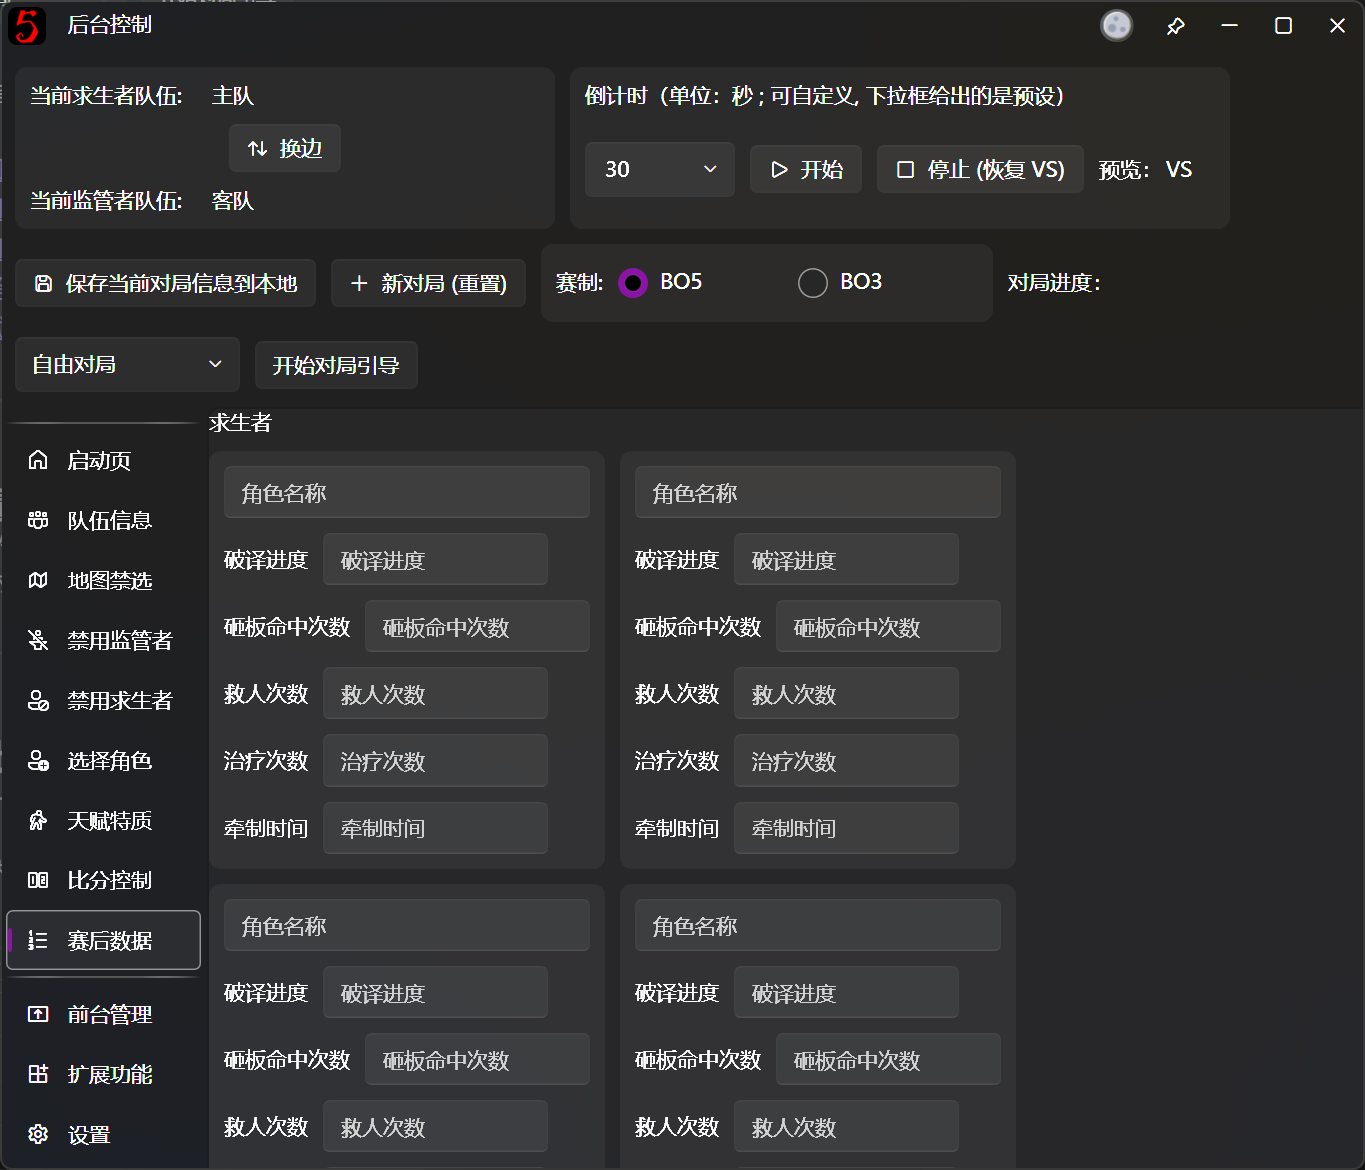 后台控制
当前求生者队伍: 主队
换边
当前监管者队伍: 客队
倒计时（单位：秒 ; 可自定义, 下拉框给出的是预设）
30 开始 停止 (恢复 VS) 预览： VS
保存当前对局信息到本地 新对局 (重置) 赛制: BO5 BO3 对局进度：
自由对局 开始对局引导
启动页
队伍信息
地图禁选
禁用监管者
禁用求生者
选择角色
天赋特质
比分控制
赛后数据
前台管理
扩展功能
设置
求生者
角色名称 角色名称
破译进度 破译进度 破译进度 破译进度
砸板命中次数 砸板命中次数 砸板命中次数 砸板命中次数
救人次数 救人次数 救人次数 救人次数
治疗次数 治疗次数 治疗次数 治疗次数
牵制时间 牵制时间 牵制时间 牵制时间
角色名称 角色名称
破译进度 破译进度 破译进度 破译进度
砸板命中次数 砸板命中次数 砸板命中次数 砸板命中次数
救人次数 救人次数 救人次数 救人次数